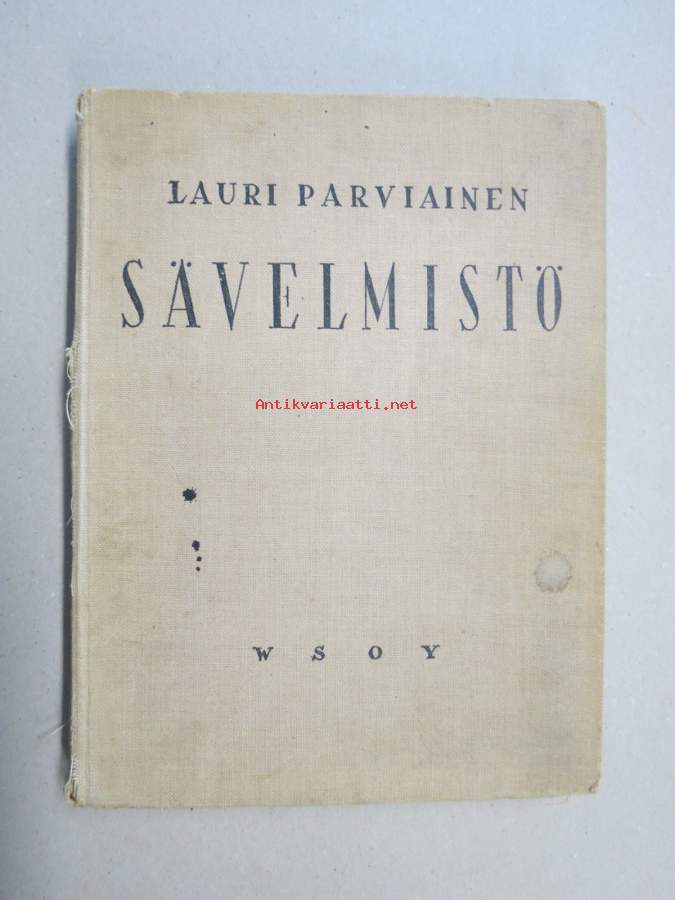 LAURI PARVIAINEN
SÄVELMISTÖ
Antikvariaatti.net
WSOY